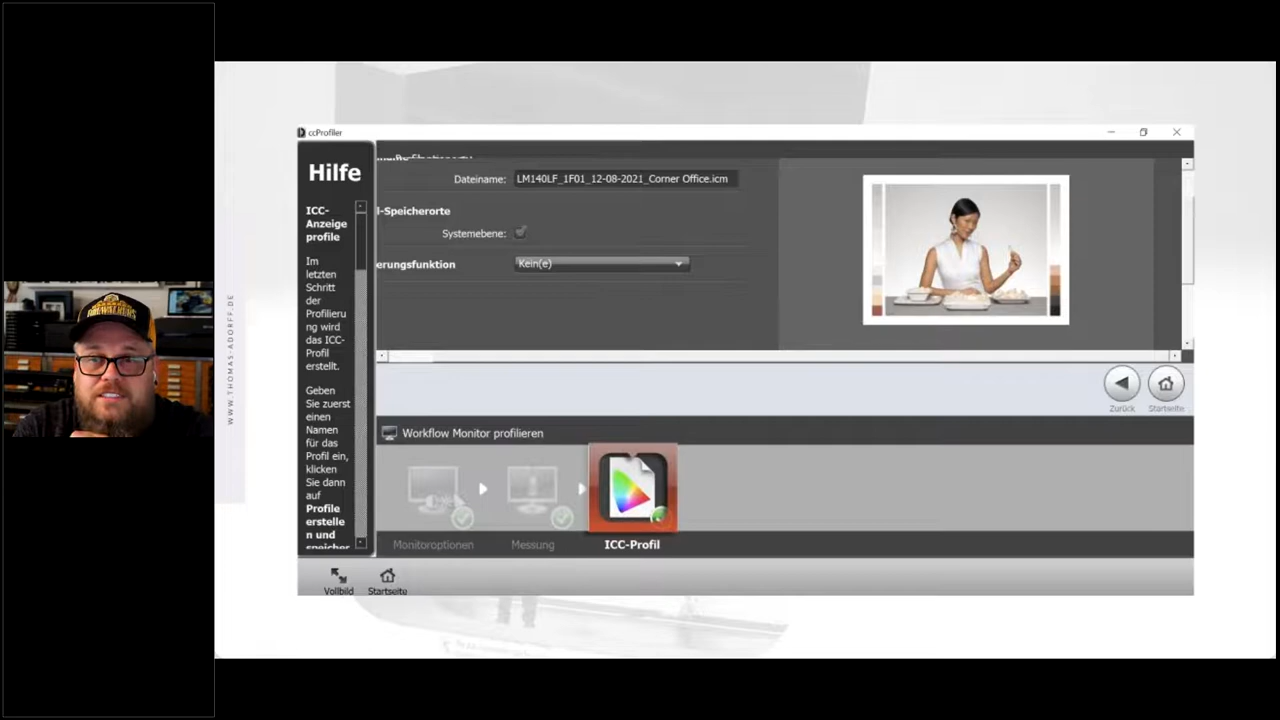 WWW.THOMAS-ADORFF.DE
ccProfiler
Hilfe
ICC-
Anzeige
profile
Im
letzten
Schritt
der
Profilieru
ng wird
das ICC-
Profil
erstellt.
Geben
Sie zuerst
einen
Namen
für das
Profil ein,
klicken
Sie dann
auf
Profile
erstelle
n und
speicher
Dateiname: LM140LF_1F01_12-08-2021_Corner Office.icm
l-Speicherorte
Systemebene:
erungsfunktion Kein(e)
Zurück Startseite
Workflow Monitor profilieren
Monitoroptionen Messung ICC-Profil
Vollbild Startseite